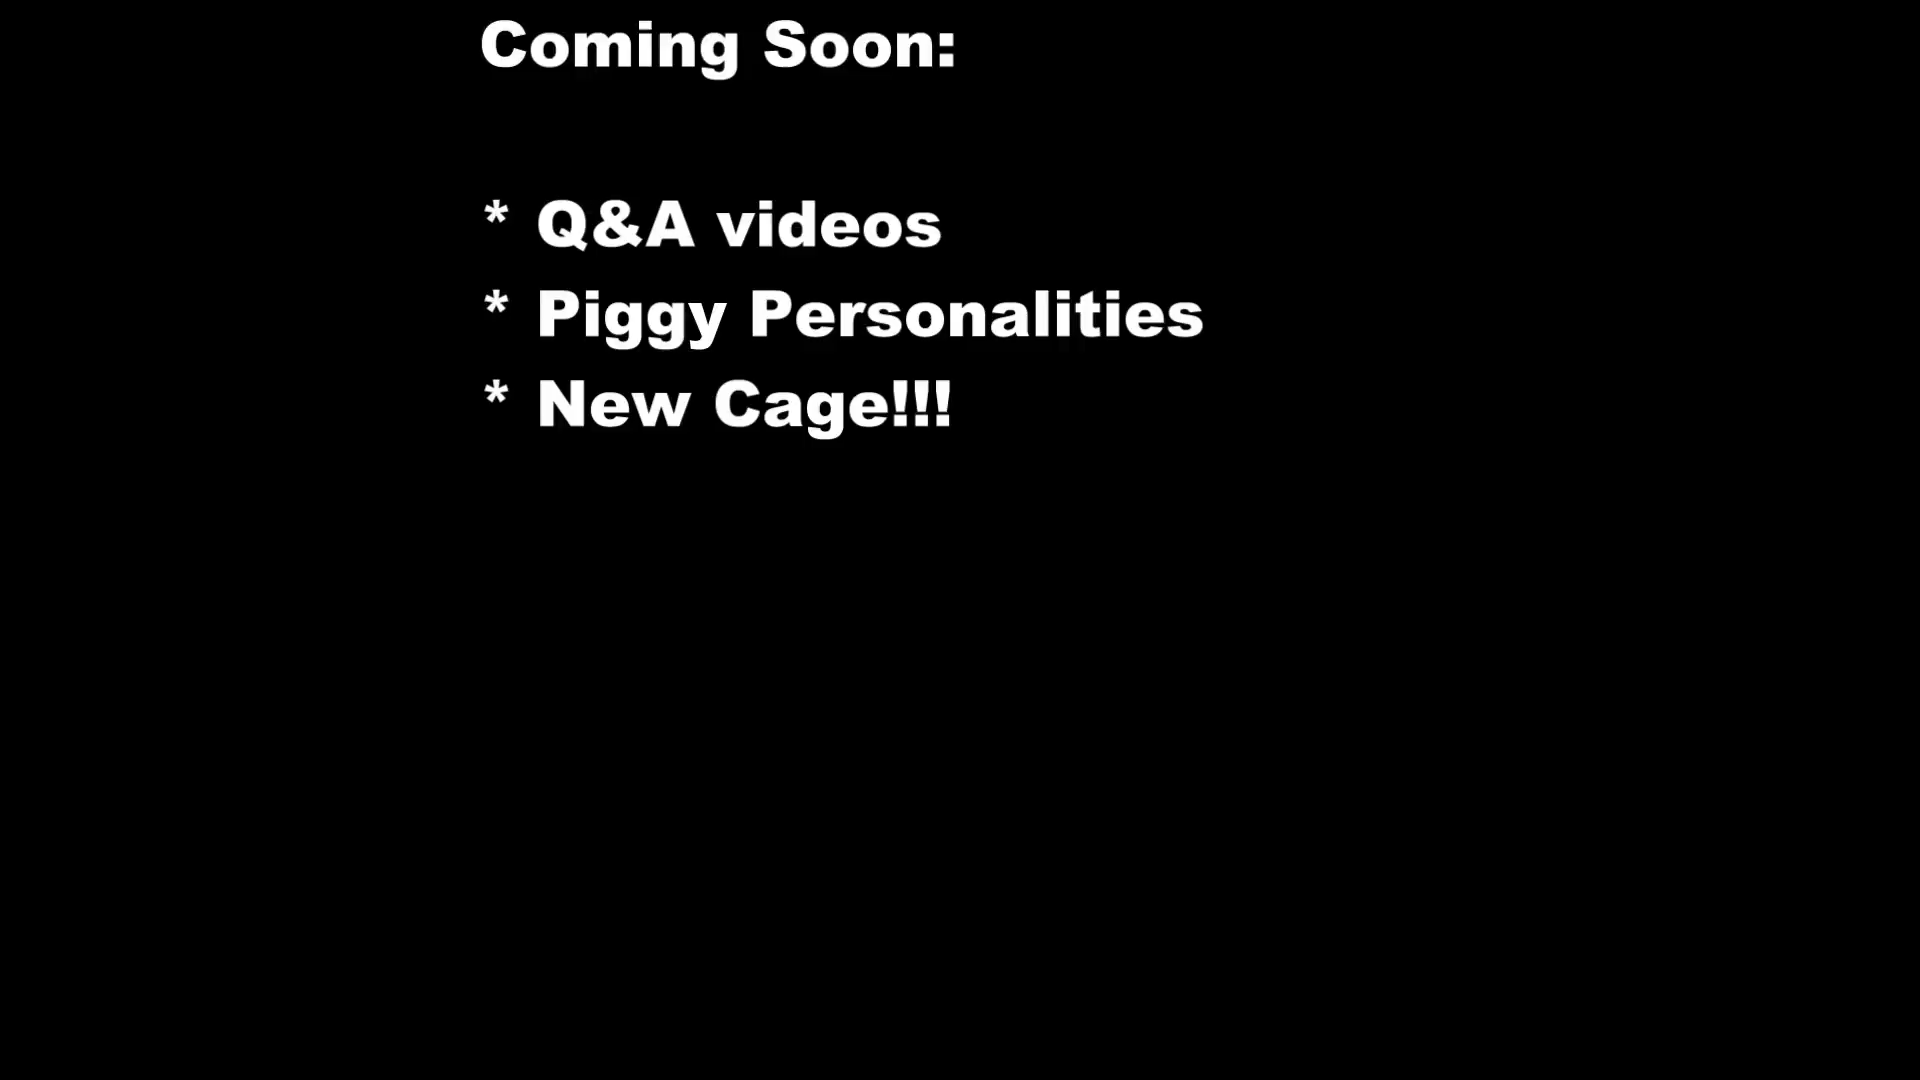 Coming Soon:
* Q&A videos
* Piggy Personalities
* New Cage!!!